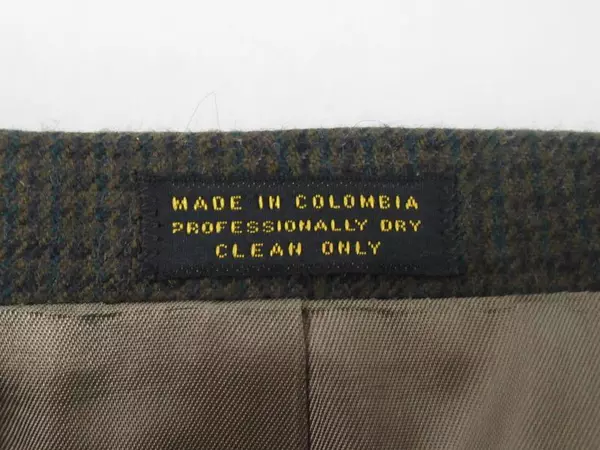 MADE IN COLOMBIA
PROFESSIONALLY DRY
CLEAN ONLY